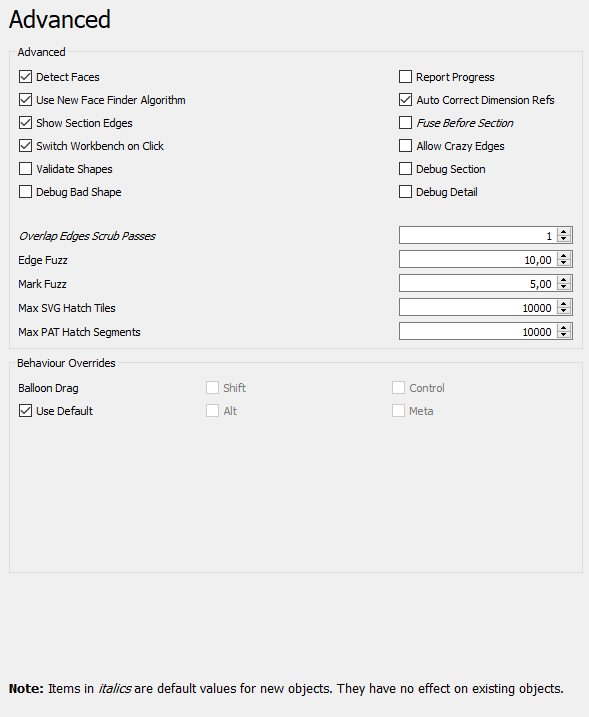 Advanced
Advanced
Detect Faces Report Progress
Use New Face Finder Algorithm Auto Correct Dimension Refs
Show Section Edges Fuse Before Section
Switch Workbench on Click Allow Crazy Edges
Validate Shapes Debug Section
Debug Bad Shape Debug Detail
Overlap Edges Scrub Passes 1
Edge Fuzz 10,00
Mark Fuzz 5,00
Max SVG Hatch Tiles 10000
Max PAT Hatch Segments 10000
Behaviour Overrides
Balloon Drag Shift Control
Use Default Alt Meta
Note: Items in italics are default values for new objects. They have no effect on existing objects.